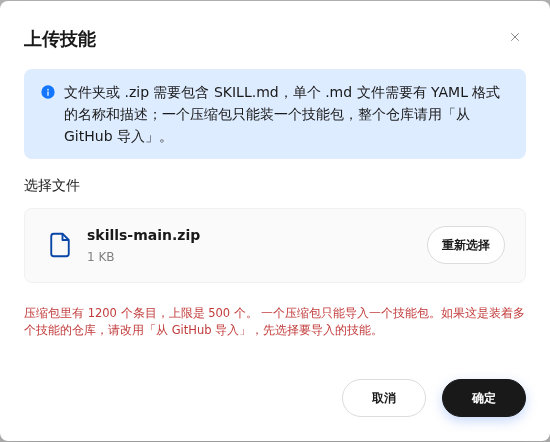 上传技能
文件夹或 .zip 需要包含 SKILL.md，单个 .md 文件需要有 YAML 格式
的名称和描述；一个压缩包只能装一个技能包，整个仓库请用「从
GitHub 导入」。
选择文件
skills-main.zip
1 KB
重新选择
压缩包里有 1200 个条目，上限是 500 个。 一个压缩包只能导入一个技能包。如果这是装着多
个技能的仓库，请改用「从 GitHub 导入」，先选择要导入的技能。
取消
确定